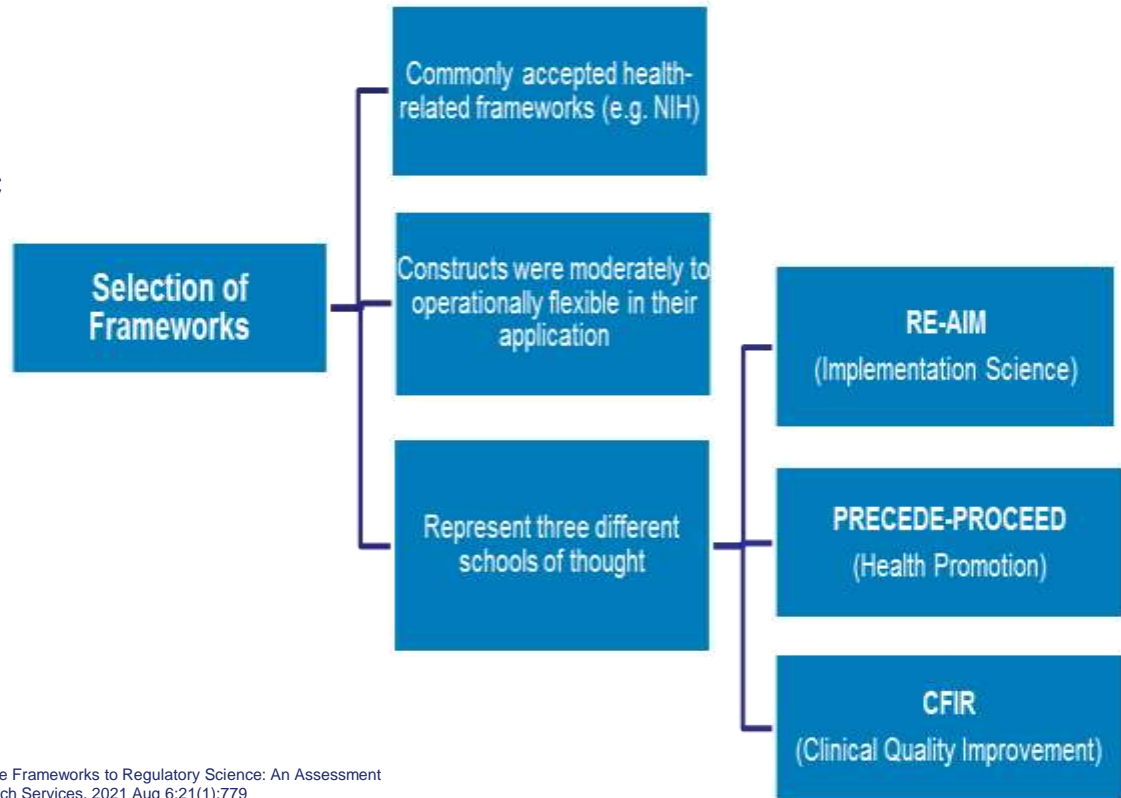 Commonly accepted health-
related frameworks (e.g. NIH)
Selection of
Frameworks
Constructs were moderately to
operationally flexible in their
application
Represent three different
schools of thought
RE-AIM
(Implementation Science)
PRECEDE-PROCEED
(Health Promotion)
CFIR
(Clinical Quality Improvement)
e Frameworks to Regulatory Science: An Assessment
ch Services. 2021 Aug 6;21(1):779